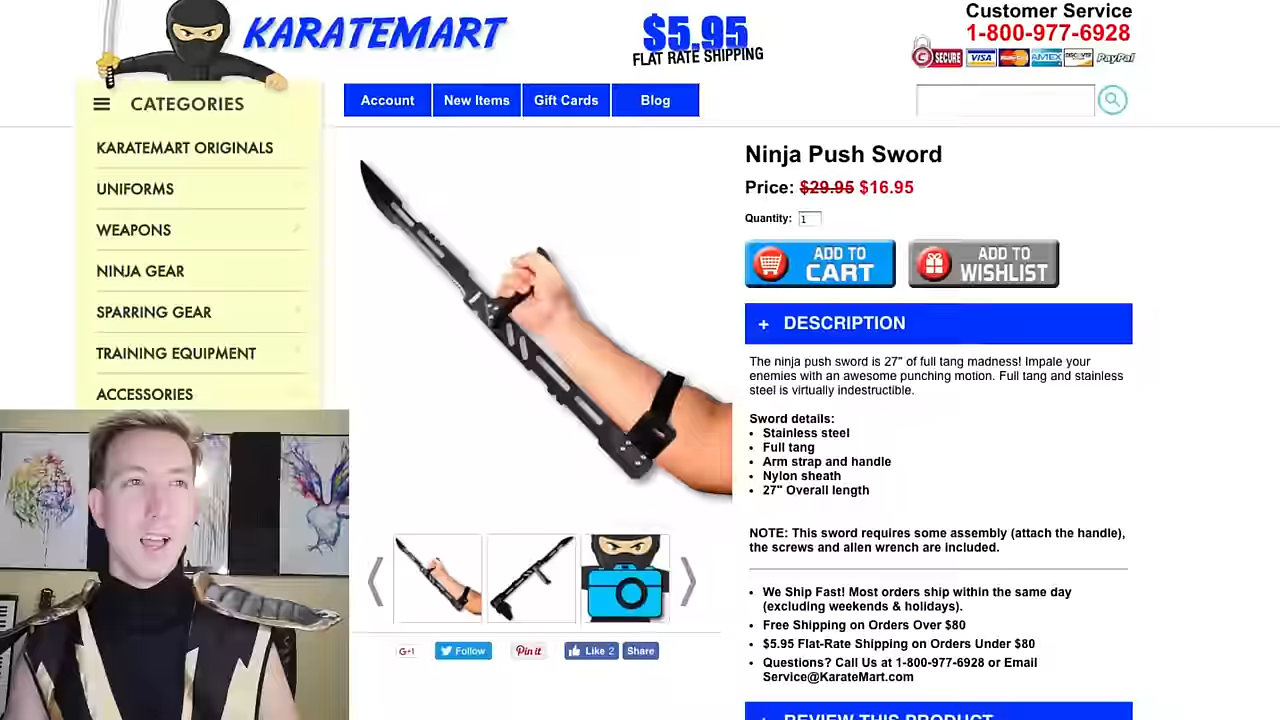 KARATEMART
$5.95
FLAT RATE SHIPPING
Customer Service
1-800-977-6928
SECURE VISA MasterCard AMEX DISCOVER PayPal
CATEGORIES
Account
New Items
Gift Cards
Blog
KARATEMART ORIGINALS
UNIFORMS
WEAPONS
NINJA GEAR
SPARRING GEAR
TRAINING EQUIPMENT
ACCESSORIES
Ninja Push Sword
Price: $29.95 $16.95
Quantity: 1
ADD TO CART
ADD TO WISHLIST
+ DESCRIPTION
The ninja push sword is 27" of full tang madness! Impale your
enemies with an awesome punching motion. Full tang and stainless
steel is virtually indestructible.
Sword details:
• Stainless steel
• Full tang
• Arm strap and handle
• Nylon sheath
• 27" Overall length
NOTE: This sword requires some assembly (attach the handle),
the screws and allen wrench are included.
• We Ship Fast! Most orders ship within the same day
(excluding weekends & holidays).
• Free Shipping on Orders Over $80
• $5.95 Flat-Rate Shipping on Orders Under $80
• Questions? Call Us at 1-800-977-6928 or Email
Service@KarateMart.com
G+1
Follow
Pin it
Like 2
Share
+ REVIEW THIS PRODUCT